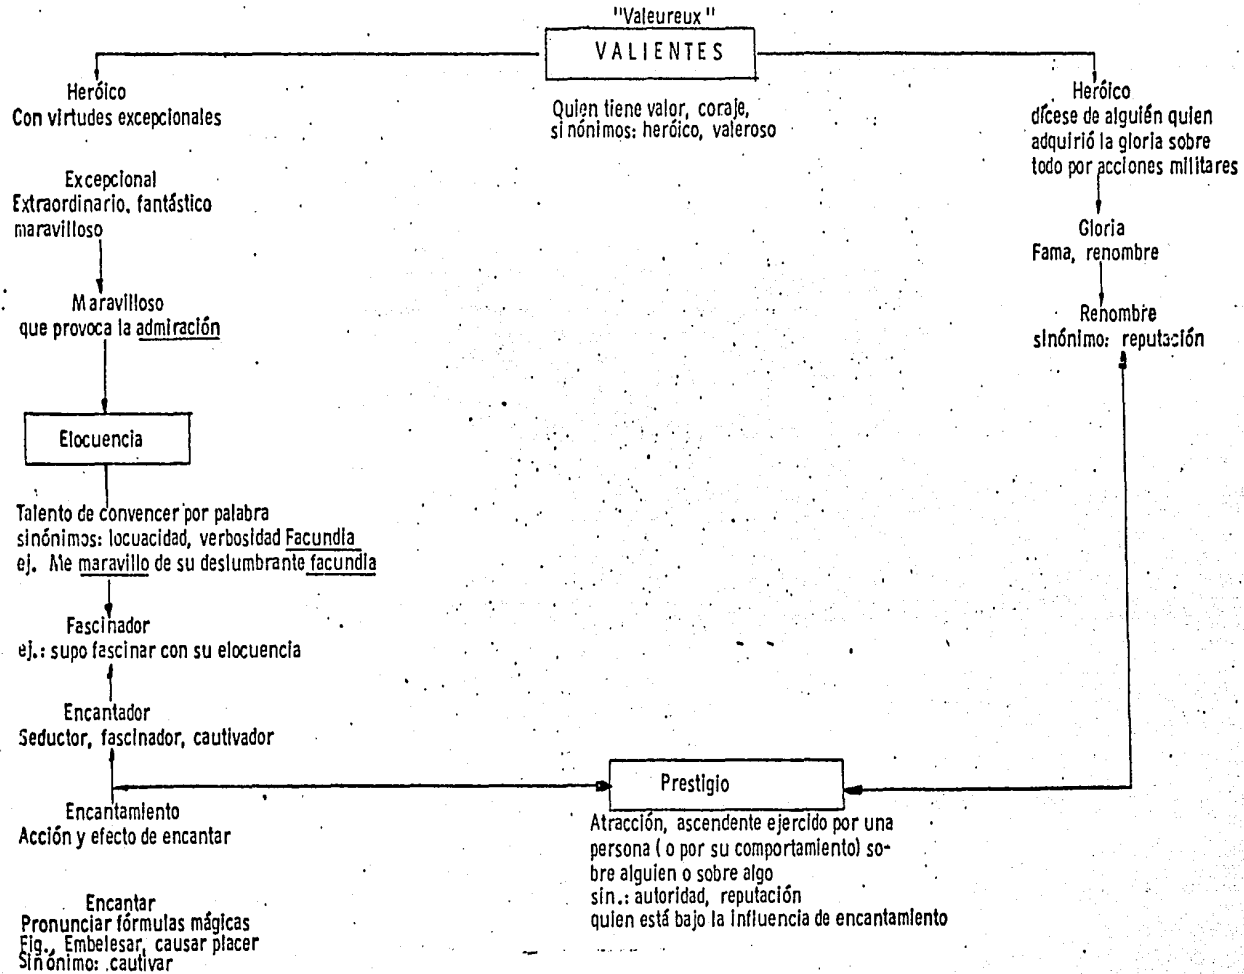 "Valeureux"
VALIENTES
Quien tiene valor, coraje,
sinónimos: heróico, valeroso
Heróico
Con virtudes excepcionales
Excepcional
Extraordinario, fantástico
maravilloso
Maravilloso
que provoca la admiración
Elocuencia
Talento de convencer por palabra
sinónimos: locuacidad, verbosidad Facundia
ej. Me maravillo de su deslumbrante facundia
Fascinador
ej.: supo fascinar con su elocuencia
Encantador
Seductor, fascinador, cautivador
Encantamiento
Acción y efecto de encantar
Encantar
Pronunciar fórmulas mágicas
Fig., Embelesar, causar placer
Sinónimo: cautivar
Heróico
dícese de alguién quien
adquirió la gloria sobre
todo por acciones militares
Gloria
Fama, renombre
Renombre
sinónimo: reputación
Prestigio
Atracción, ascendente ejercido por una
persona ( o por su comportamiento) so-
bre alguien o sobre algo
sin.: autoridad, reputación
quien está bajo la influencia de encantamiento